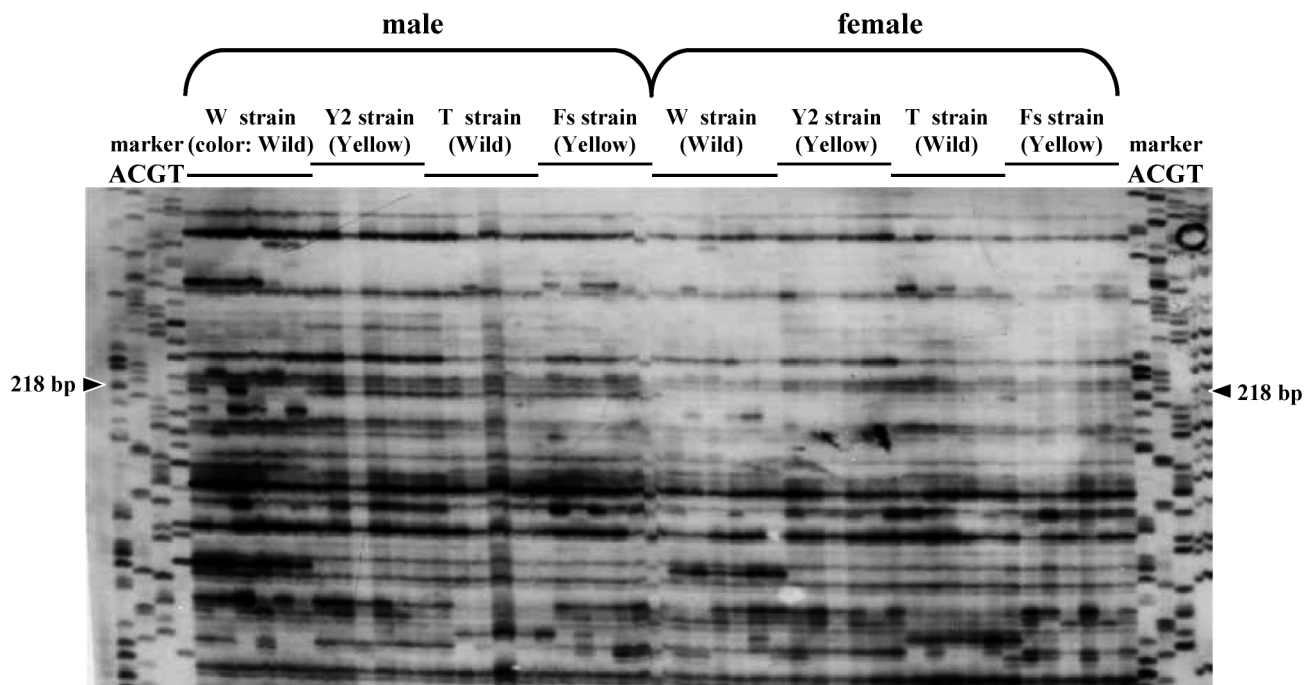 male female
W strain Y2 strain T strain Fs strain W strain Y2 strain T strain Fs strain
marker (color: Wild) (Yellow) (Wild) (Yellow) (Wild) (Yellow) (Wild) (Yellow) marker
ACGT ACGT
218 bp 218 bp